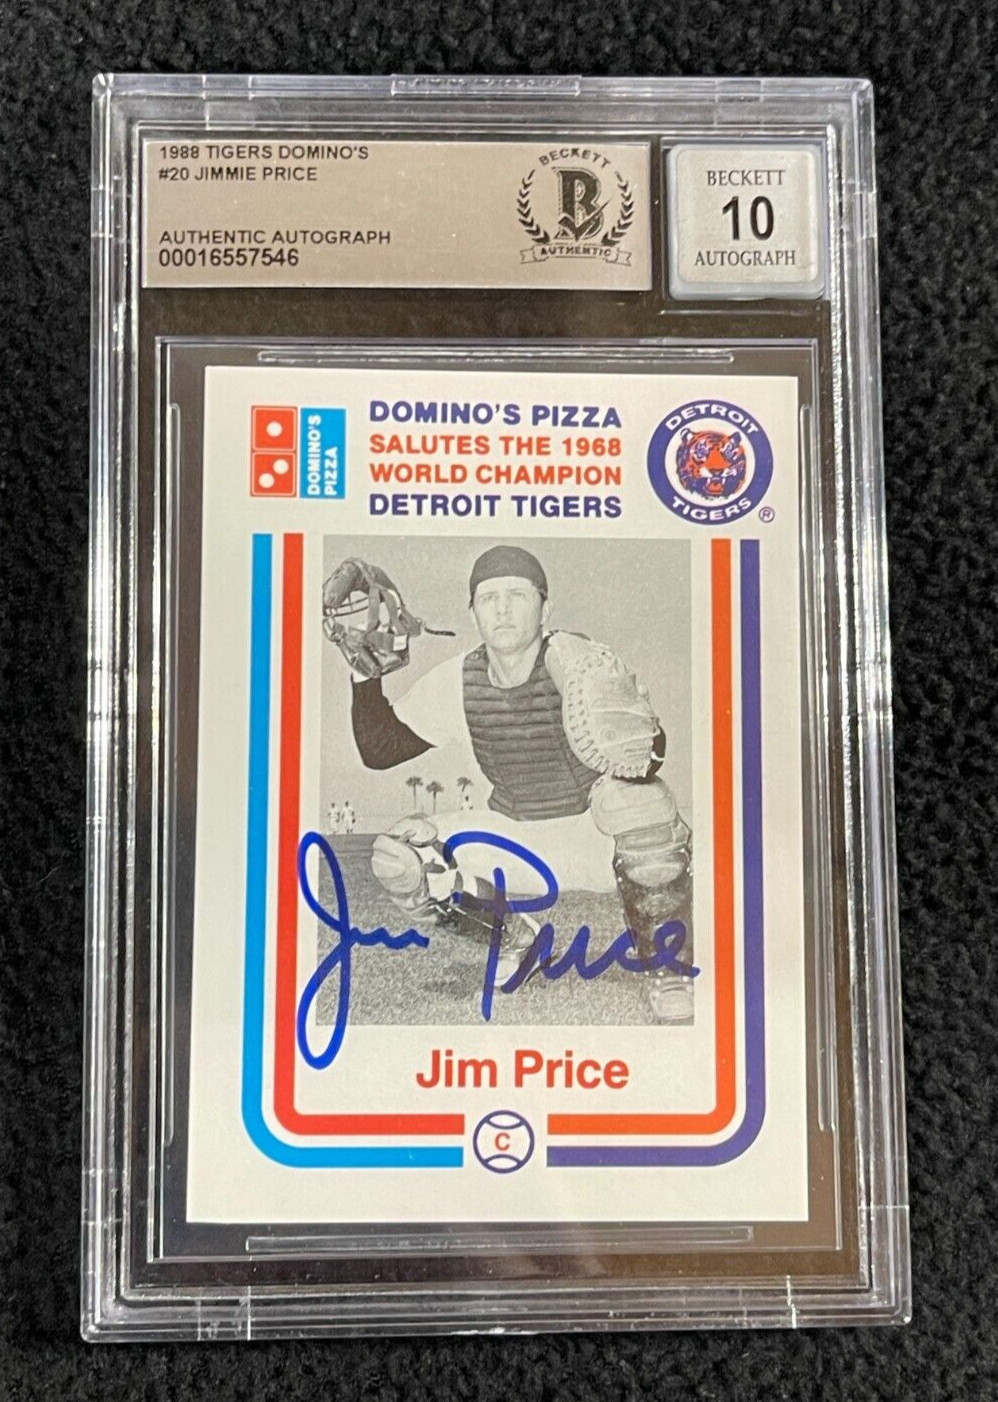 1988 TIGERS DOMINO'S
#20 JIMMIE PRICE
AUTHENTIC AUTOGRAPH
00016557546
BECKETT
B
AUTHENTIC
BECKETT
10
AUTOGRAPH
DOMINO'S
PIZZA
DOMINO'S PIZZA
SALUTES THE 1968
WORLD CHAMPION
DETROIT TIGERS
DETROIT
TIGERS
®
Jim Price
Jim Price
C